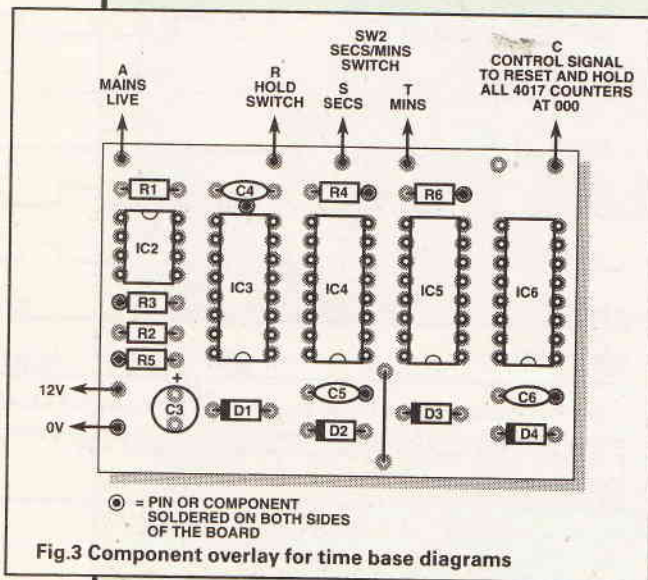 SW2
SECS/MINS
SWITCH
A
MAINS
LIVE
R
HOLD
SWITCH
S
SECS
T
MINS
C
CONTROL SIGNAL
TO RESET AND HOLD
ALL 4017 COUNTERS
AT 000
R1
C4
R4
R6
IC2
IC3
IC4
IC5
IC6
R3
R2
R5
12V
+
C3
0V
D1
C5
D2
D3
C6
D4
= PIN OR COMPONENT
SOLDERED ON BOTH SIDES
OF THE BOARD
Fig.3 Component overlay for time base diagrams